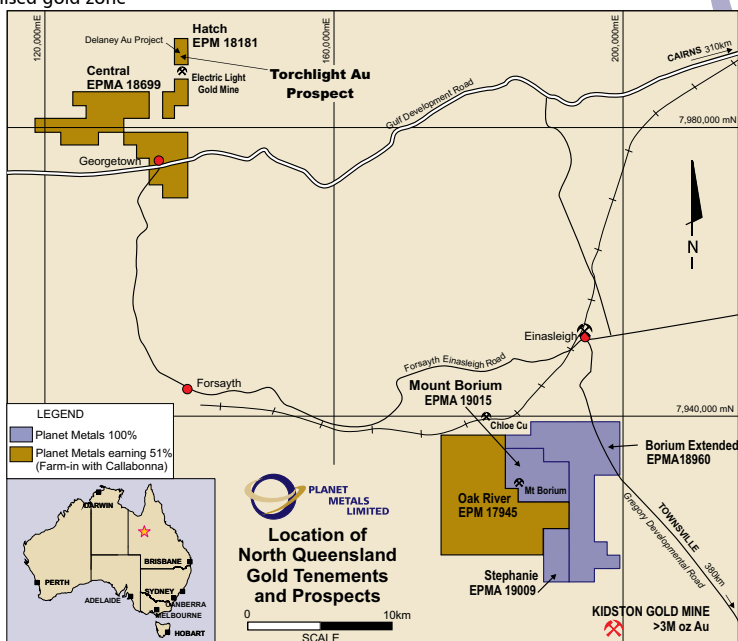 ised gold zone
120,000mE
160,000mE
200,000mE
Hatch
EPM 18181
Delaney Au Project
Torchlight Au
Prospect
Electric Light
Gold Mine
Central
EPMA 18699
CAIRNS 310km
Gulf Development Road
7,980,000 mN
Georgetown
N
Einasleigh
Forsayth Einasleigh Road
Forsayth
Mount Borium
EPMA 19015
7,940,000 mN
Chloe Cu
LEGEND
Planet Metals 100%
Planet Metals earning 51%
(Farm-in with Callabonna)
Borium Extended
EPMA18960
Mt Borium
Oak River
EPM 17945
PLANET
METALS
LIMITED
Location of
North Queensland
Gold Tenements
and Prospects
0 10km
SCALE
Stephanie
EPMA 19009
TOWNSVILLE 380km
Gregory Developmental Road
KIDSTON GOLD MINE
>3M oz Au
DARWIN
BRISBANE
PERTH
SYDNEY
ADELAIDE
CANBERRA
MELBOURNE
HOBART